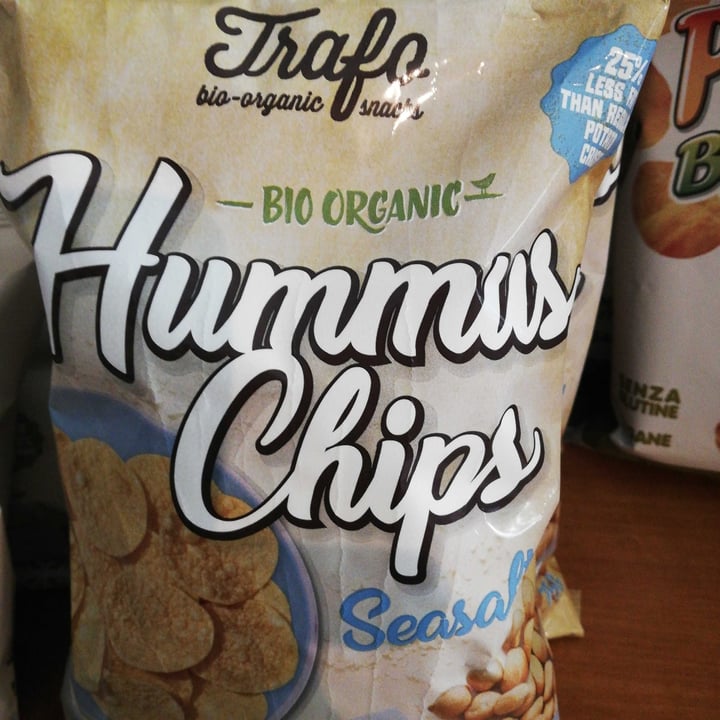 Trafo
bio-organic snacks
25%
LESS
THAN
BIO ORGANIC
Hummus
Chips
Seasalt
SENZA
GLUTINE